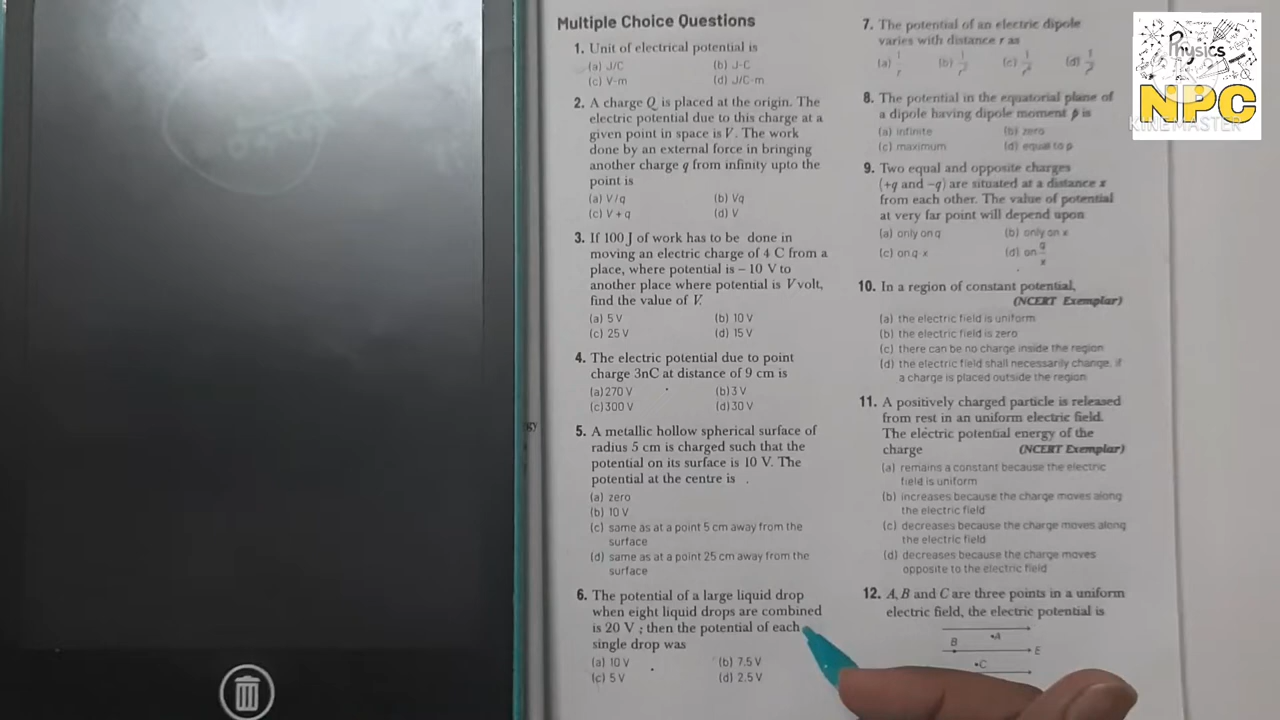 Multiple Choice Questions
1. Unit of electrical potential is
(a) J/C (b) J-C
(c) V-m (d) J/C-m
2. A charge Q is placed at the origin. The
electric potential due to this charge at a
given point in space is V. The work
done by an external force in bringing
another charge q from infinity upto the
point is
(a) V/q (b) Vq
(c) V + q (d) V
3. If 100 J of work has to be done in
moving an electric charge of 4 C from a
place, where potential is – 10 V to
another place where potential is V volt,
find the value of V.
(a) 5 V (b) 10 V
(c) 25 V (d) 15 V
4. The electric potential due to point
charge 3nC at distance of 9 cm is
(a) 270 V (b) 3 V
(c) 300 V (d) 30 V
5. A metallic hollow spherical surface of
radius 5 cm is charged such that the
potential on its surface is 10 V. The
potential at the centre is
(a) zero
(b) 10 V
(c) same as at a point 5 cm away from the
surface
(d) same as at a point 25 cm away from the
surface
6. The potential of a large liquid drop
when eight liquid drops are combined
is 20 V ; then the potential of each
single drop was
(a) 10 V (b) 7.5 V
(c) 5 V (d) 2.5 V
7. The potential of an electric dipole
varies with distance r as
(a) 1/r (b) (c) (d)
8. The potential in the equatorial plane of
a dipole having dipole moment p is
(a) infinite (b) zero
(c) maximum (d) equal to p
9. Two equal and opposite charges
(+q and –q) are situated at a distance x
from each other. The value of potential
at very far point will depend upon
(a) only on q (b) only on x
(c) on q·x (d) on q/x
10. In a region of constant potential,
(NCERT Exemplar)
(a) the electric field is uniform
(b) the electric field is zero
(c) there can be no charge inside the region
(d) the electric field shall necessarily change, if
a charge is placed outside the region
11. A positively charged particle is released
from rest in an uniform electric field.
The electric potential energy of the
charge (NCERT Exemplar)
(a) remains a constant because the electric
field is uniform
(b) increases because the charge moves along
the electric field
(c) decreases because the charge moves along
the electric field
(d) decreases because the charge moves
opposite to the electric field
12. A, B and C are three points in a uniform
electric field, the electric potential is
A
B
E
C
Physics
NPC
KINEMASTER